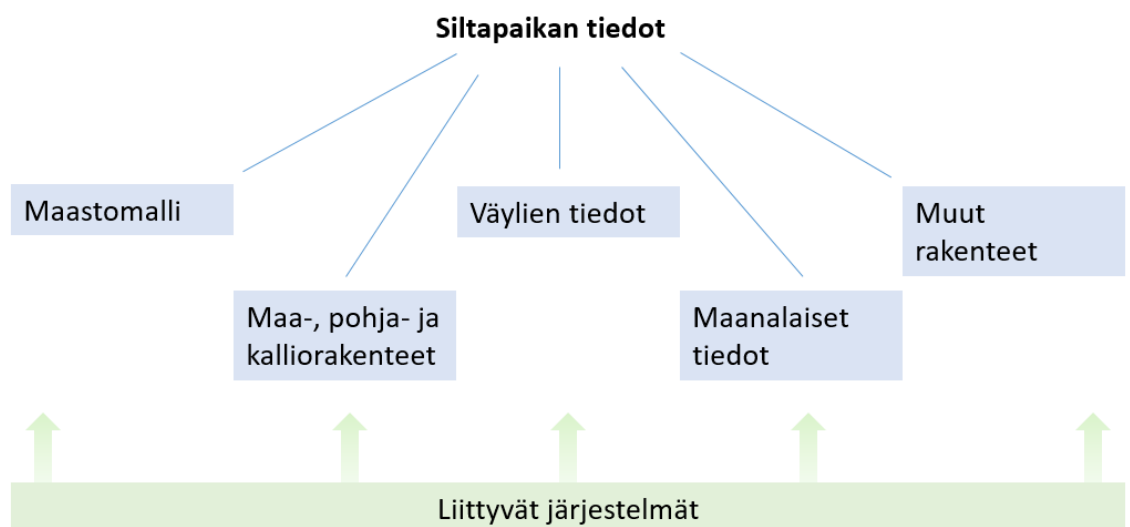 Siltapaikan tiedot
Maastomalli
Väylien tiedot
Muut
rakenteet
Maa-, pohja- ja
kalliorakenteet
Maanalaiset
tiedot
Liittyvät järjestelmät